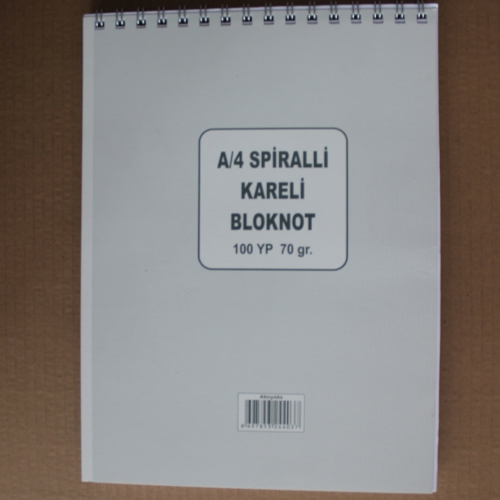 A/4 SPİRALLİ
KARELİ
BLOKNOT
100 YP 70 gr.